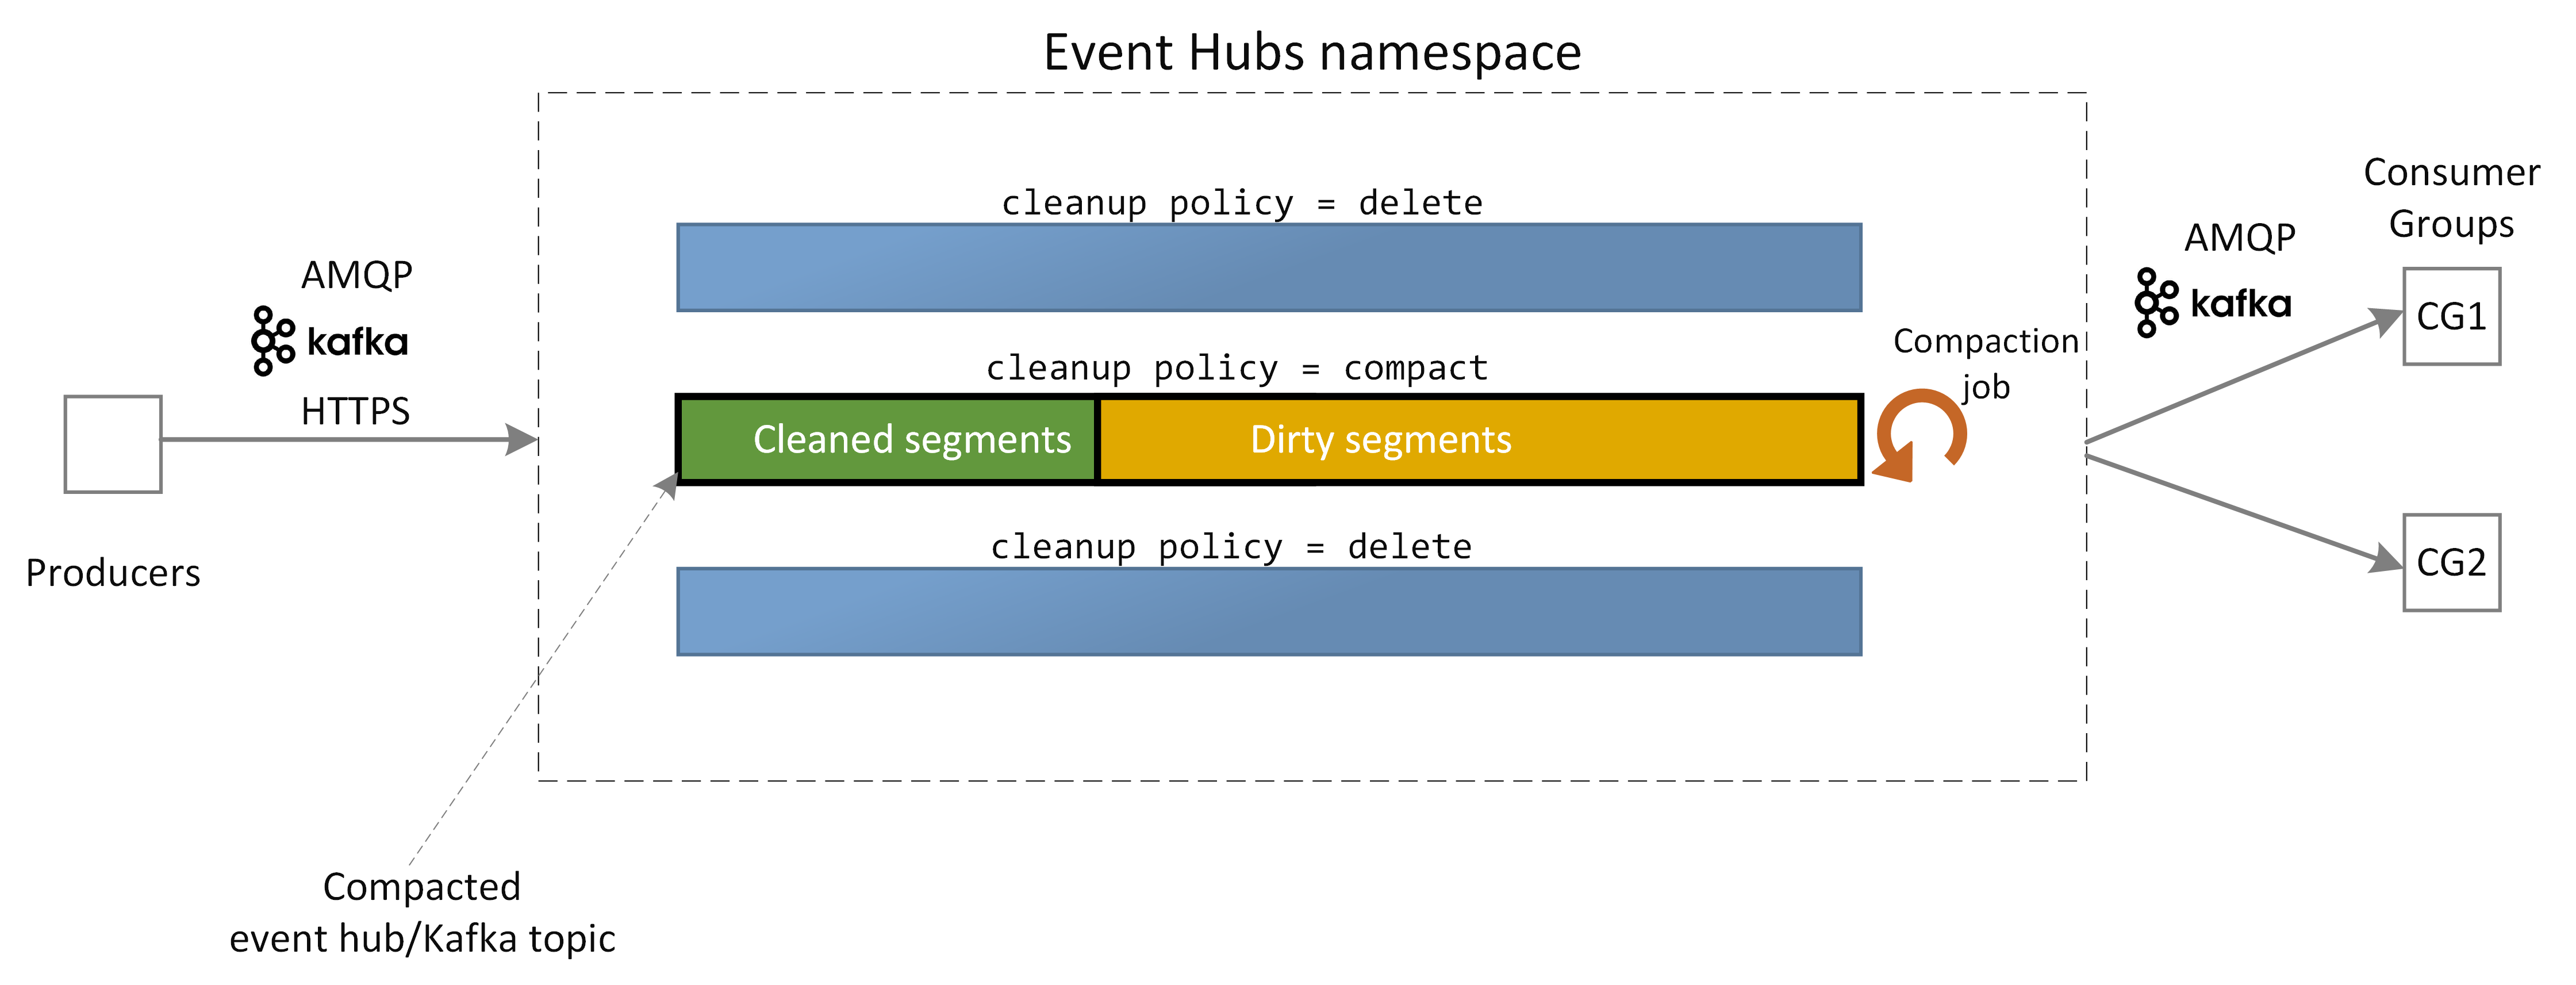 Event Hubs namespace
cleanup policy = delete
AMQP
kafka
HTTPS
Producers
cleanup policy = compact
Cleaned segments
Dirty segments
Compaction
job
cleanup policy = delete
Compacted
event hub/Kafka topic
AMQP
kafka
Consumer
Groups
CG1
CG2